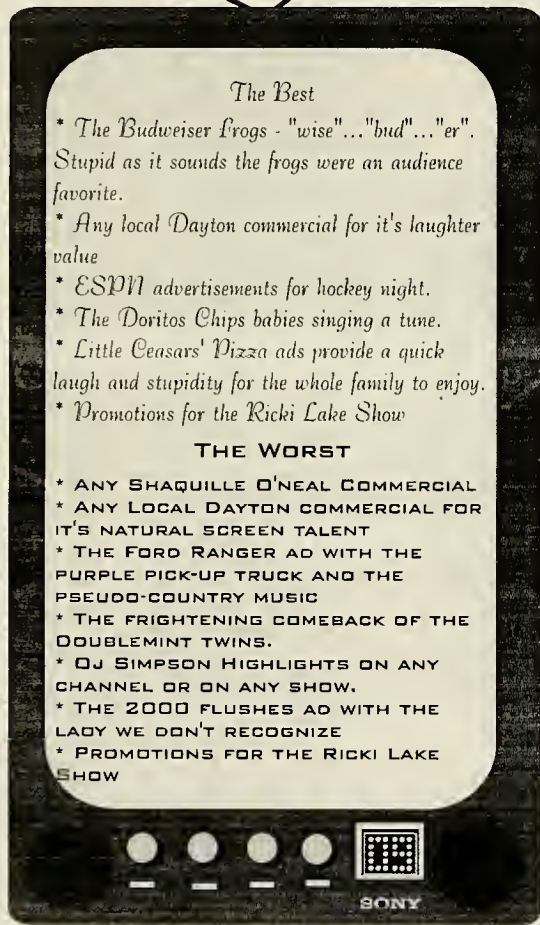 The Best
* The Budweiser frogs - "wise"..."bud"..."er".
Stupid as it sounds the frogs were an audience
favorite.
* Any local Dayton commercial for it's laughter
value
* ESPN advertisements for hockey night.
* The Doritos Chips babies singing a tune.
* Little Ceasars' Pizza ads provide a quick
laugh and stupidity for the whole family to enjoy.
* Promotions for the Ricki Lake Show
THE WORST
* ANY SHAQUILLE O'NEAL COMMERCIAL
* ANY LOCAL DAYTON COMMERCIAL FOR
IT'S NATURAL SCREEN TALENT
* THE FORD RANGER AD WITH THE
PURPLE PICK-UP TRUCK AND THE
PSEUDO-COUNTRY MUSIC
* THE FRIGHTENING COMEBACK OF THE
DOUBLEMINT TWINS.
* OJ SIMPSON HIGHLIGHTS ON ANY
CHANNEL OR ON ANY SHOW.
* THE 2000 FLUSHES AD WITH THE
LADY WE DON'T RECOGNIZE
* PROMOTIONS FOR THE RICKI LAKE
SHOW
SONY